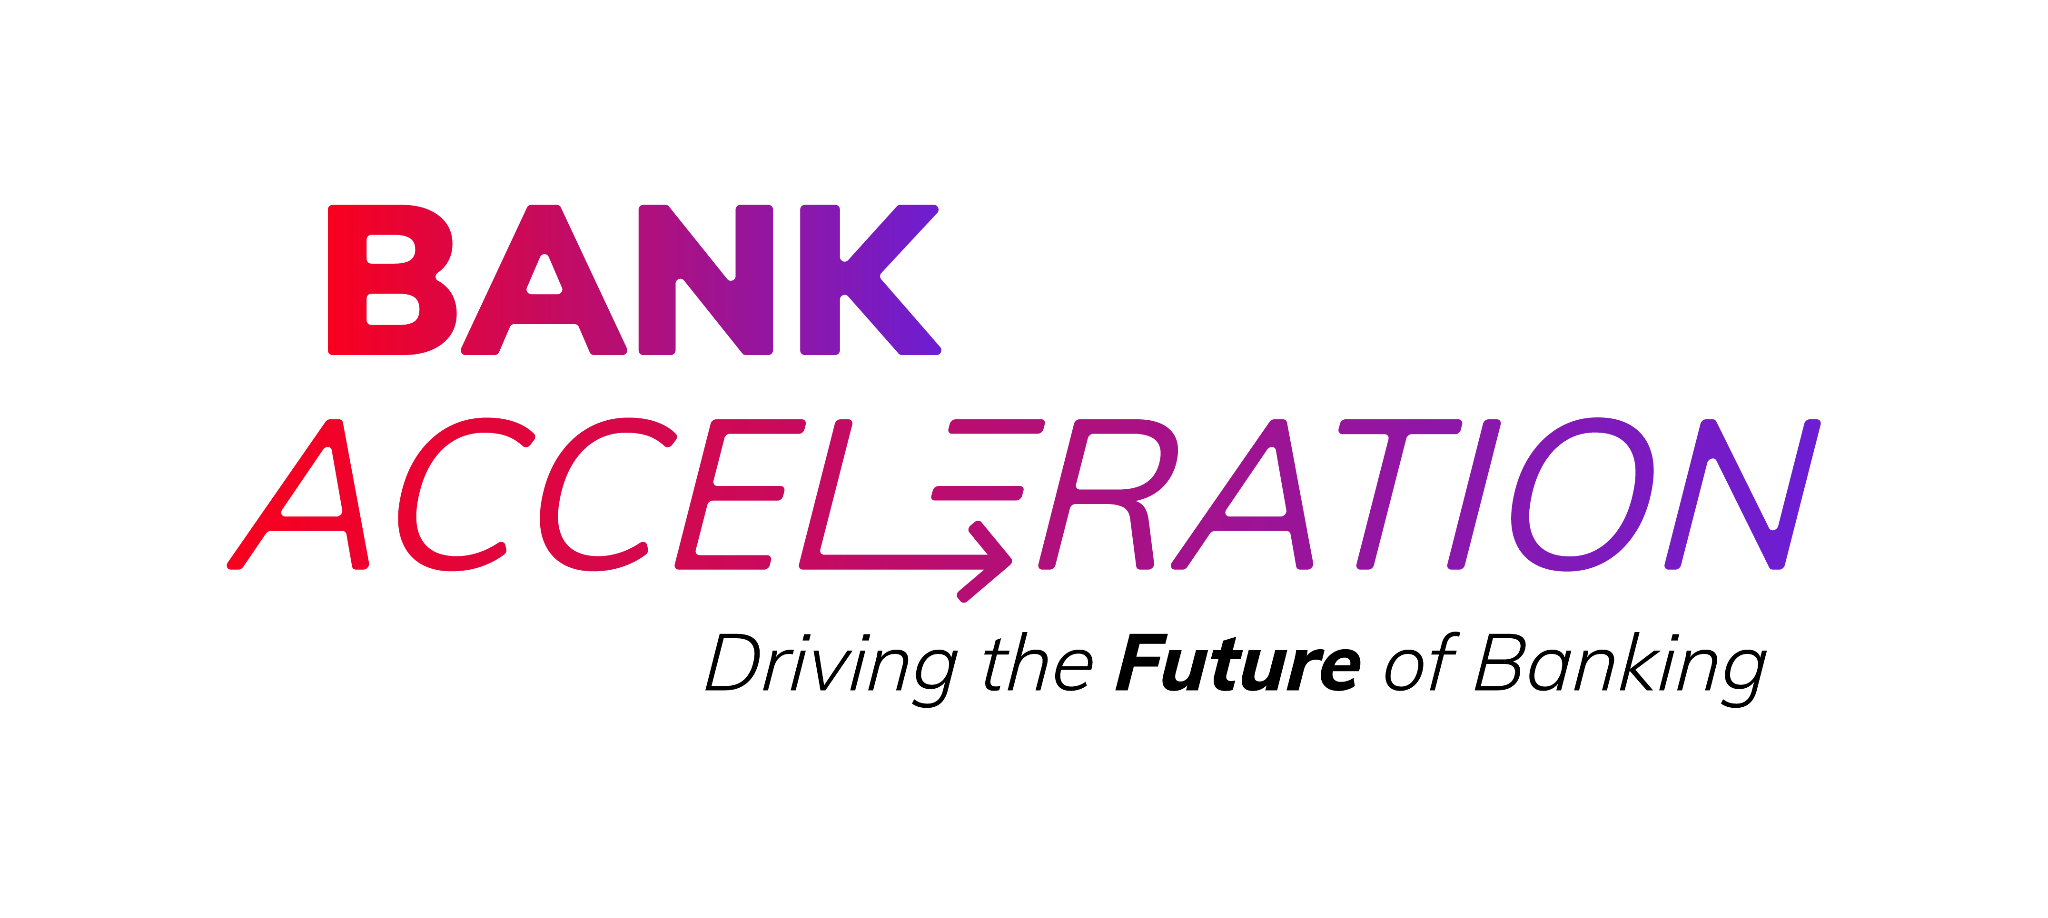 BANK
ACCELERATION
Driving the Future of Banking